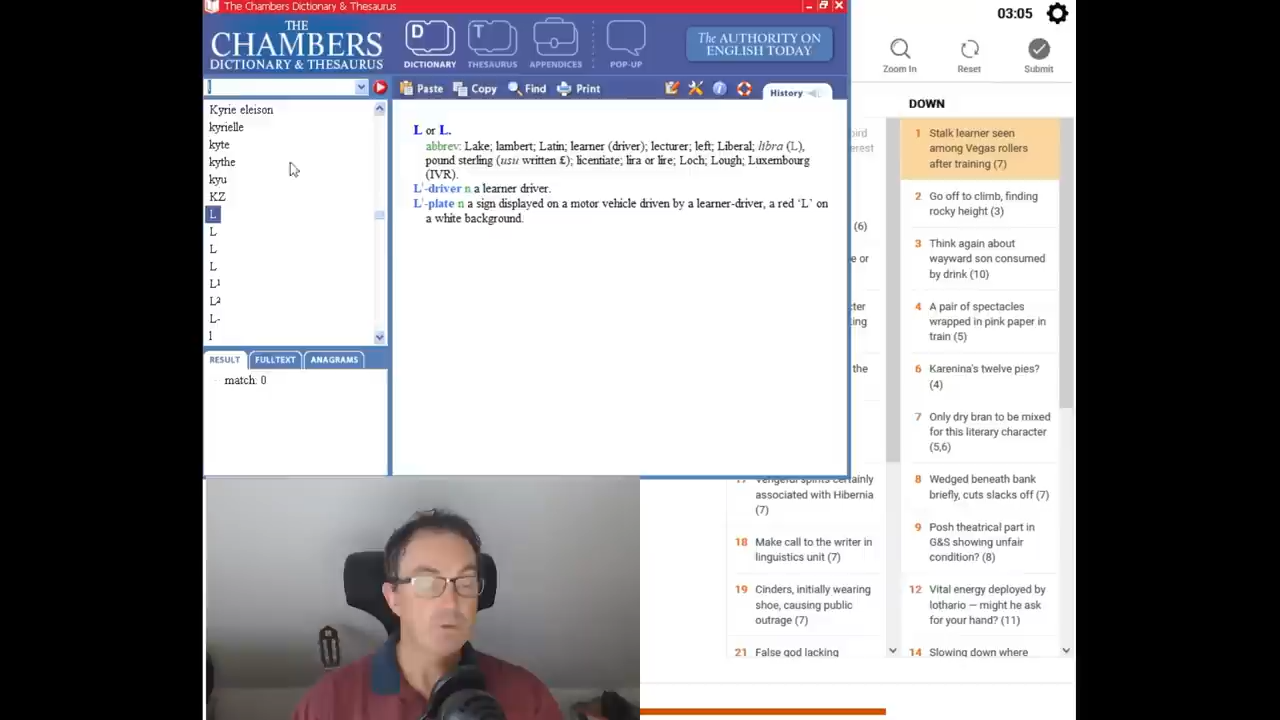 The Chambers Dictionary & Thesaurus
THE
CHAMBERS
DICTIONARY & THESAURUS
D
DICTIONARY
T
THESAURUS
APPENDICES
POP-UP
The AUTHORITY ON
ENGLISH TODAY
Paste
Copy
Find
Print
History
Kyrie eleison
kyrielle
kyte
kythe
kyu
KZ
L
L
L
L
L¹
L²
L-
l
L or L.
abbrev: Lake; lambert; Latin; learner (driver); lecturer; left; Liberal; libra (L),
pound sterling (usu written £); licentiate; lira or lire; Loch; Lough; Luxembourg
(IVR).
L'-driver n a learner driver.
L'-plate n a sign displayed on a motor vehicle driven by a learner-driver, a red ‘L’ on
a white background.
RESULT
FULLTEXT
ANAGRAMS
match: 0
03:05
Zoom In
Reset
Submit
(6)
or
the
17 Vengeful spirits certainly
associated with Hibernia
(7)
18 Make call to the writer in
linguistics unit (7)
19 Cinders, initially wearing
shoe, causing public
outrage (7)
21 False god lacking
DOWN
1 Stalk learner seen
among Vegas rollers
after training (7)
2 Go off to climb, finding
rocky height (3)
3 Think again about
wayward son consumed
by drink (10)
4 A pair of spectacles
wrapped in pink paper in
train (5)
6 Karenina's twelve pies?
(4)
7 Only dry bran to be mixed
for this literary character
(5,6)
8 Wedged beneath bank
briefly, cuts slacks off (7)
9 Posh theatrical part in
G&S showing unfair
condition? (8)
12 Vital energy deployed by
lothario — might he ask
for your hand? (11)
14 Slowing down where